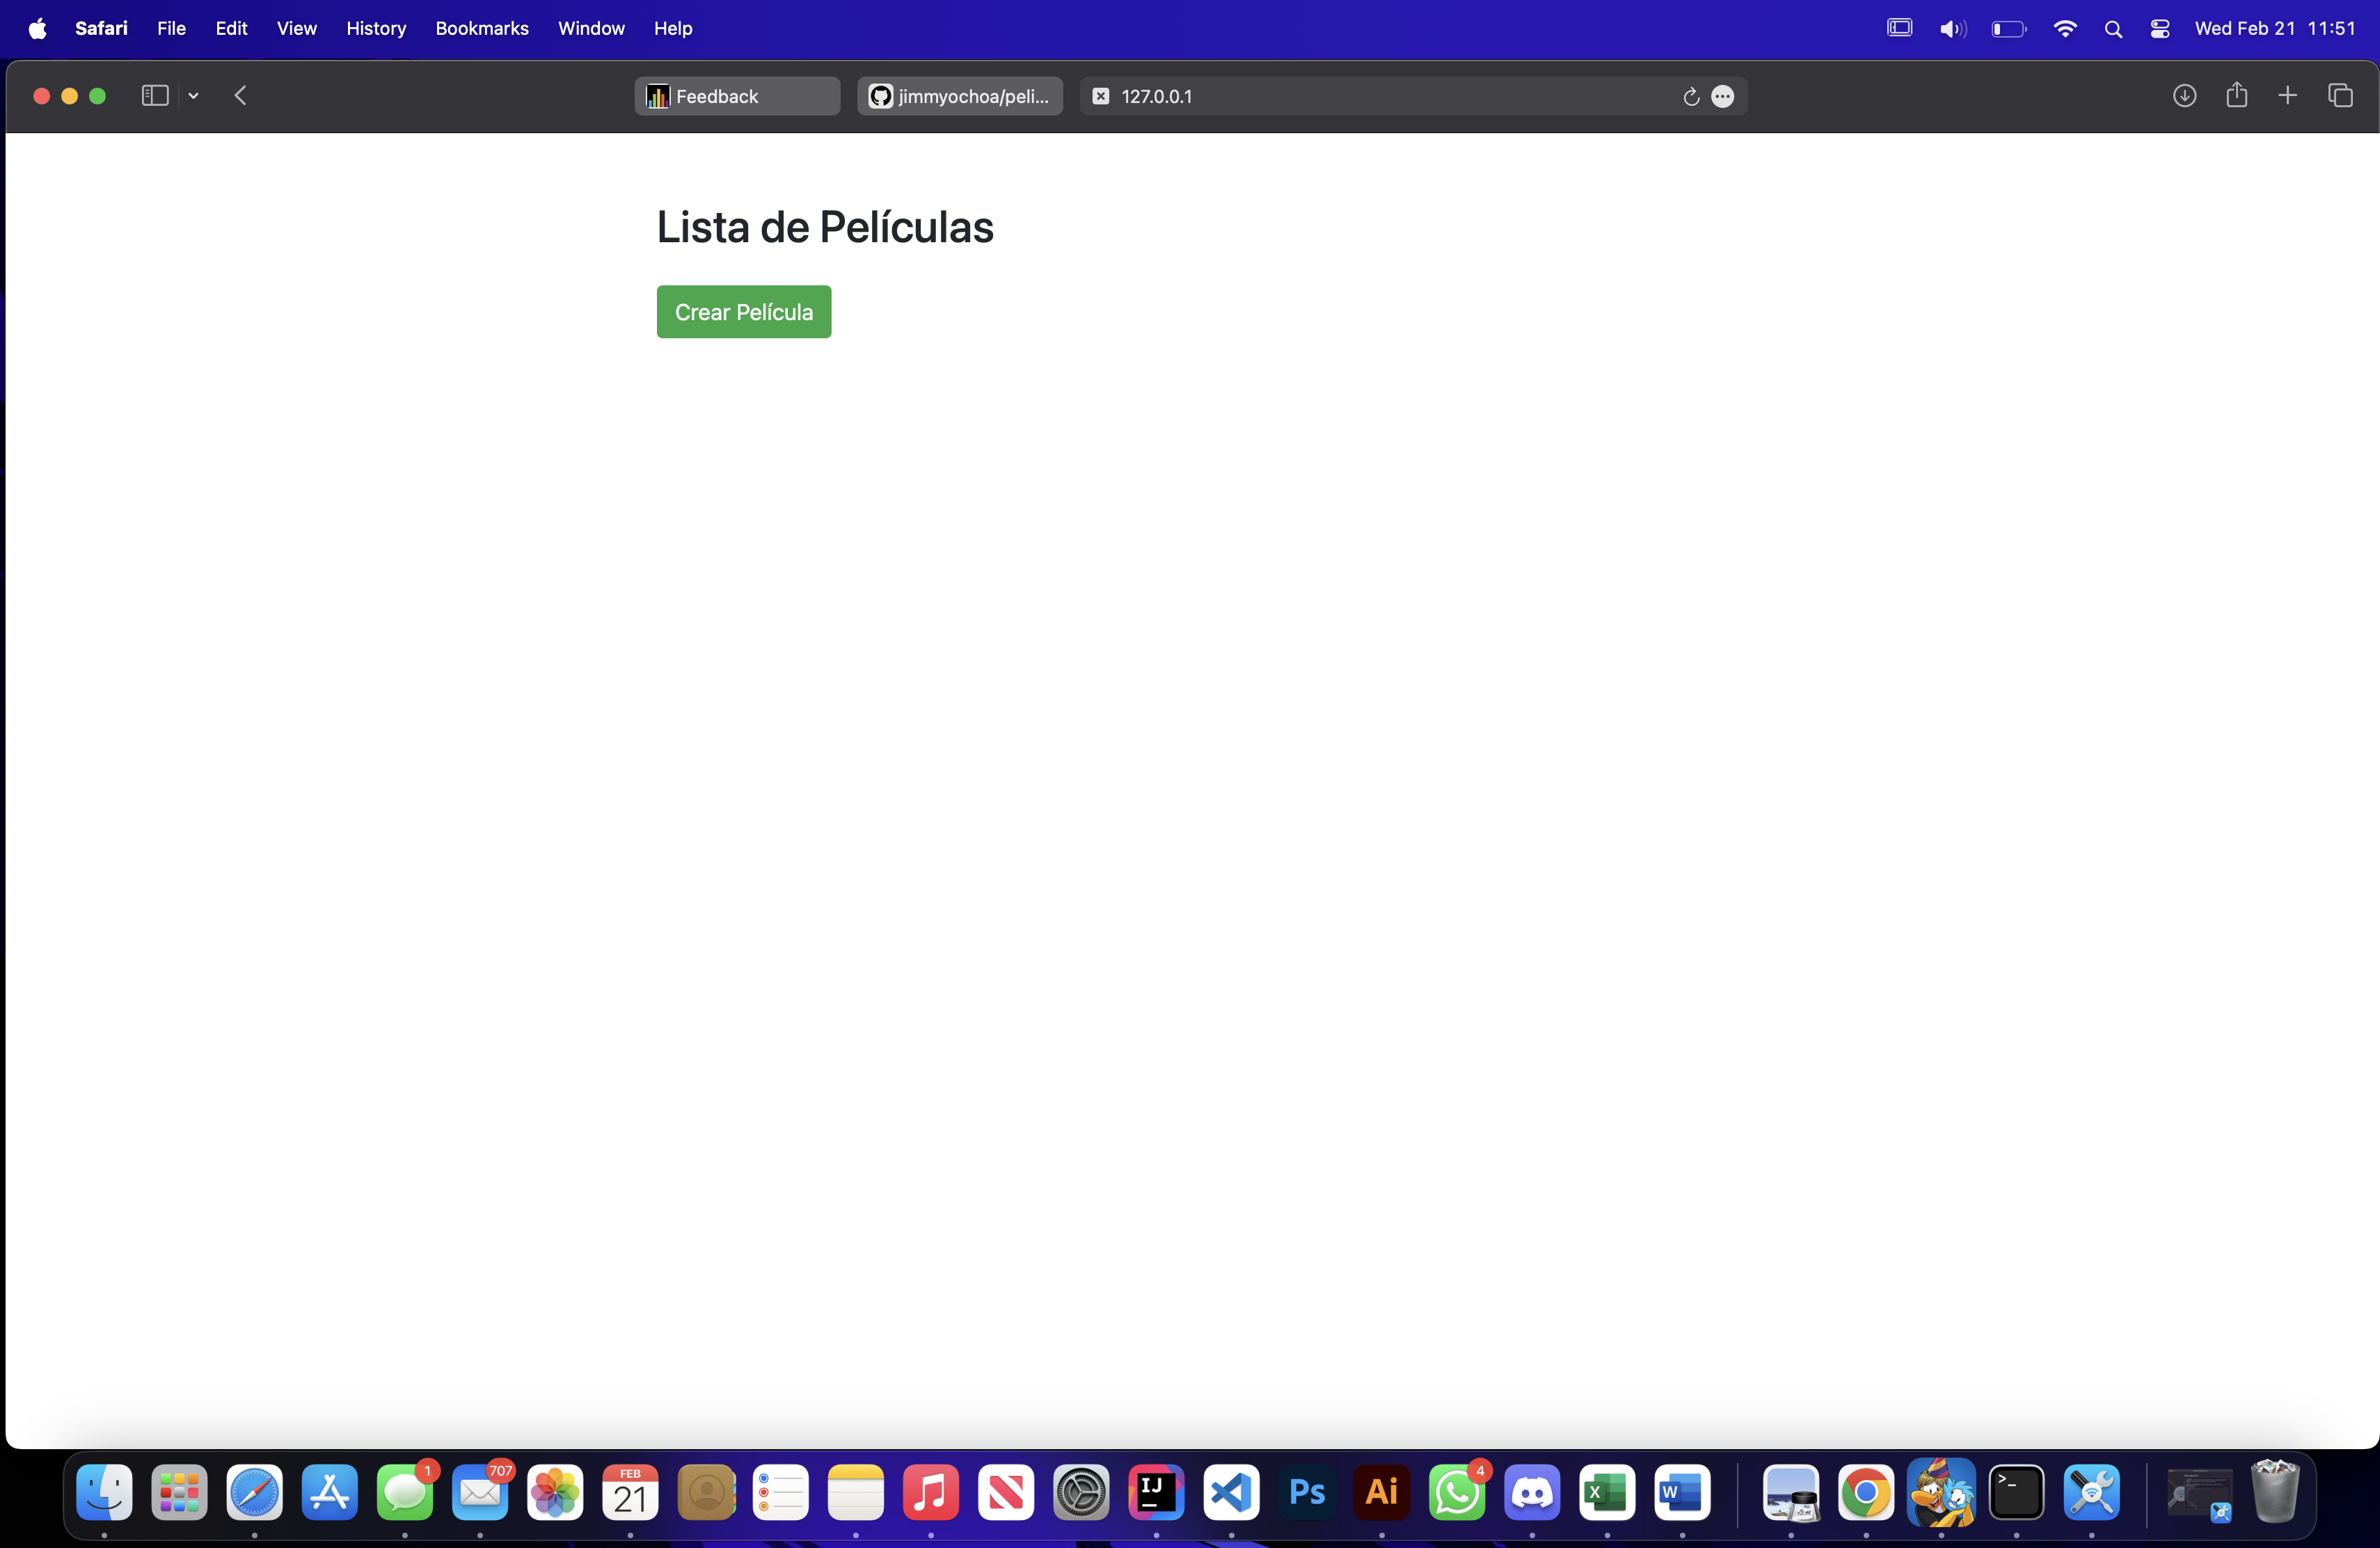 Safari File Edit View History Bookmarks Window Help Wed Feb 21 11:51
Feedback jimmyochoa/peli... 127.0.0.1
Lista de Películas
Crear Película
1 707 FEB 21 IJ Ps Ai 4 X W >_